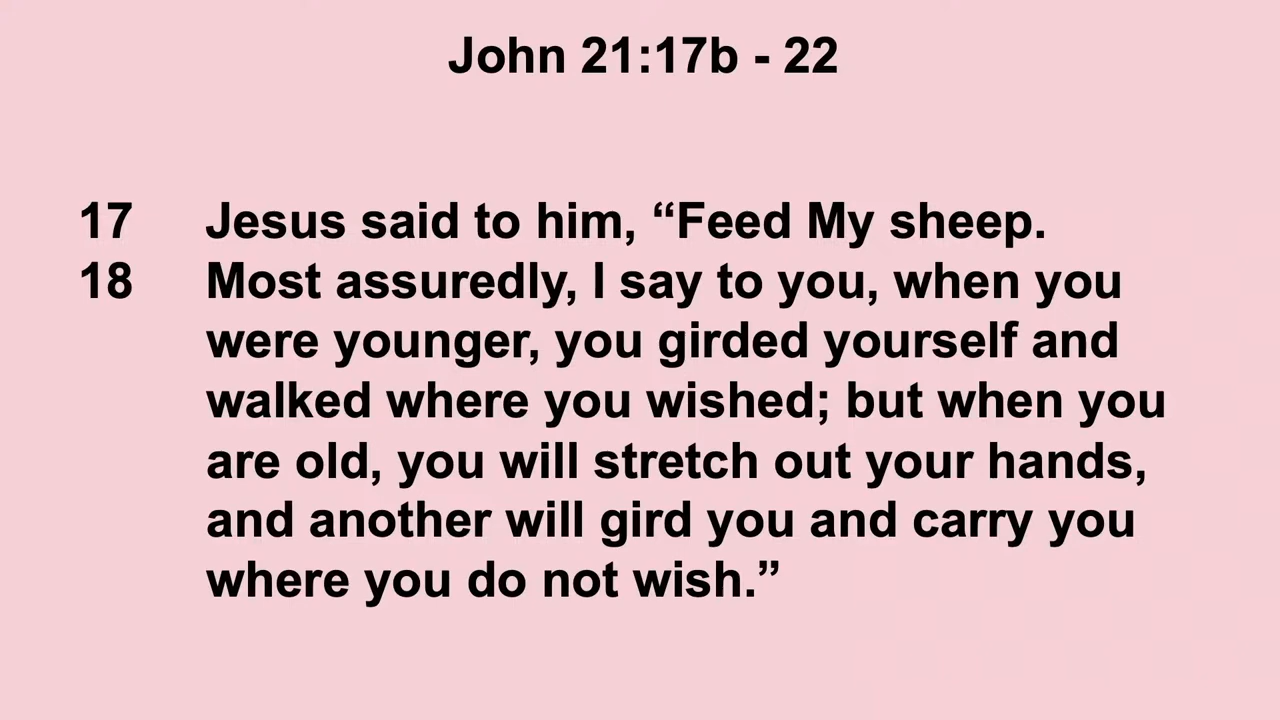 John 21:17b - 22
17 Jesus said to him, “Feed My sheep.
18 Most assuredly, I say to you, when you
were younger, you girded yourself and
walked where you wished; but when you
are old, you will stretch out your hands,
and another will gird you and carry you
where you do not wish.”